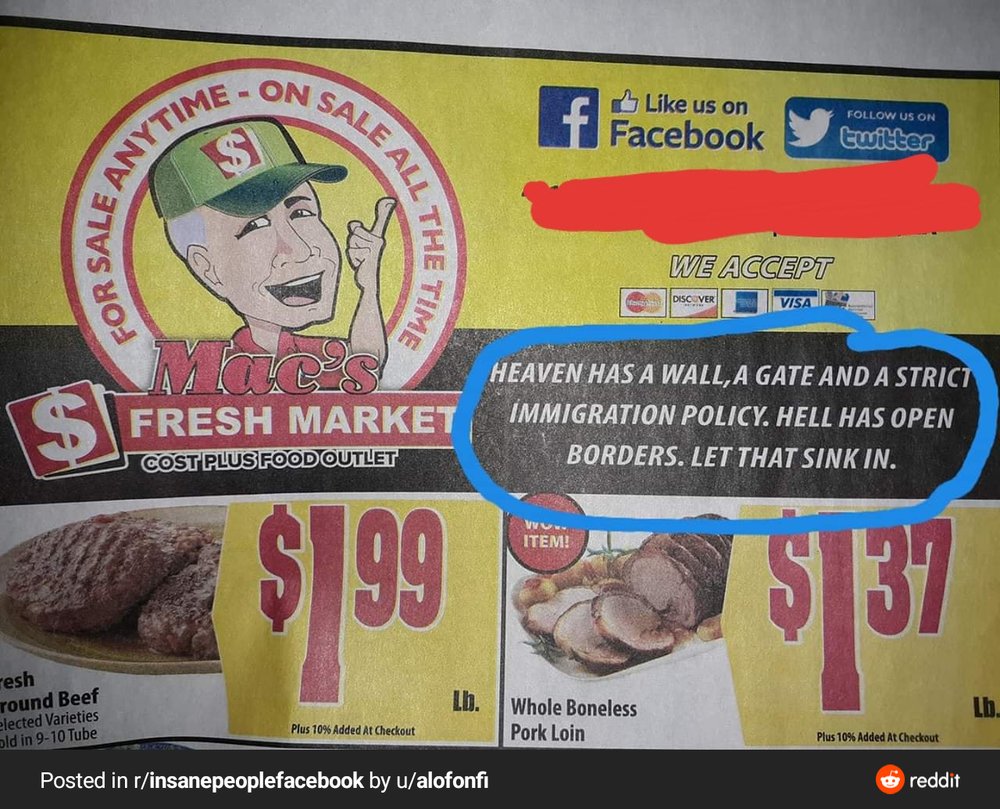 FOR SALE ANYTIME - ON SALE ALL THE TIME
$
Like us on
Facebook
FOLLOW US ON
twitter
WE ACCEPT
MasterCard
DISCOVER
VISA
Mac's
$
FRESH MARKET
COST PLUS FOOD OUTLET
HEAVEN HAS A WALL, A GATE AND A STRICT
IMMIGRATION POLICY. HELL HAS OPEN
BORDERS. LET THAT SINK IN.
$1.99
Lb.
resh
round Beef
elected Varieties
old in 9-10 Tube
Plus 10% Added At Checkout
WOW
ITEM!
$1.37
Lb.
Whole Boneless
Pork Loin
Plus 10% Added At Checkout
Posted in r/insanepeoplefacebook by u/alofonfi
reddit